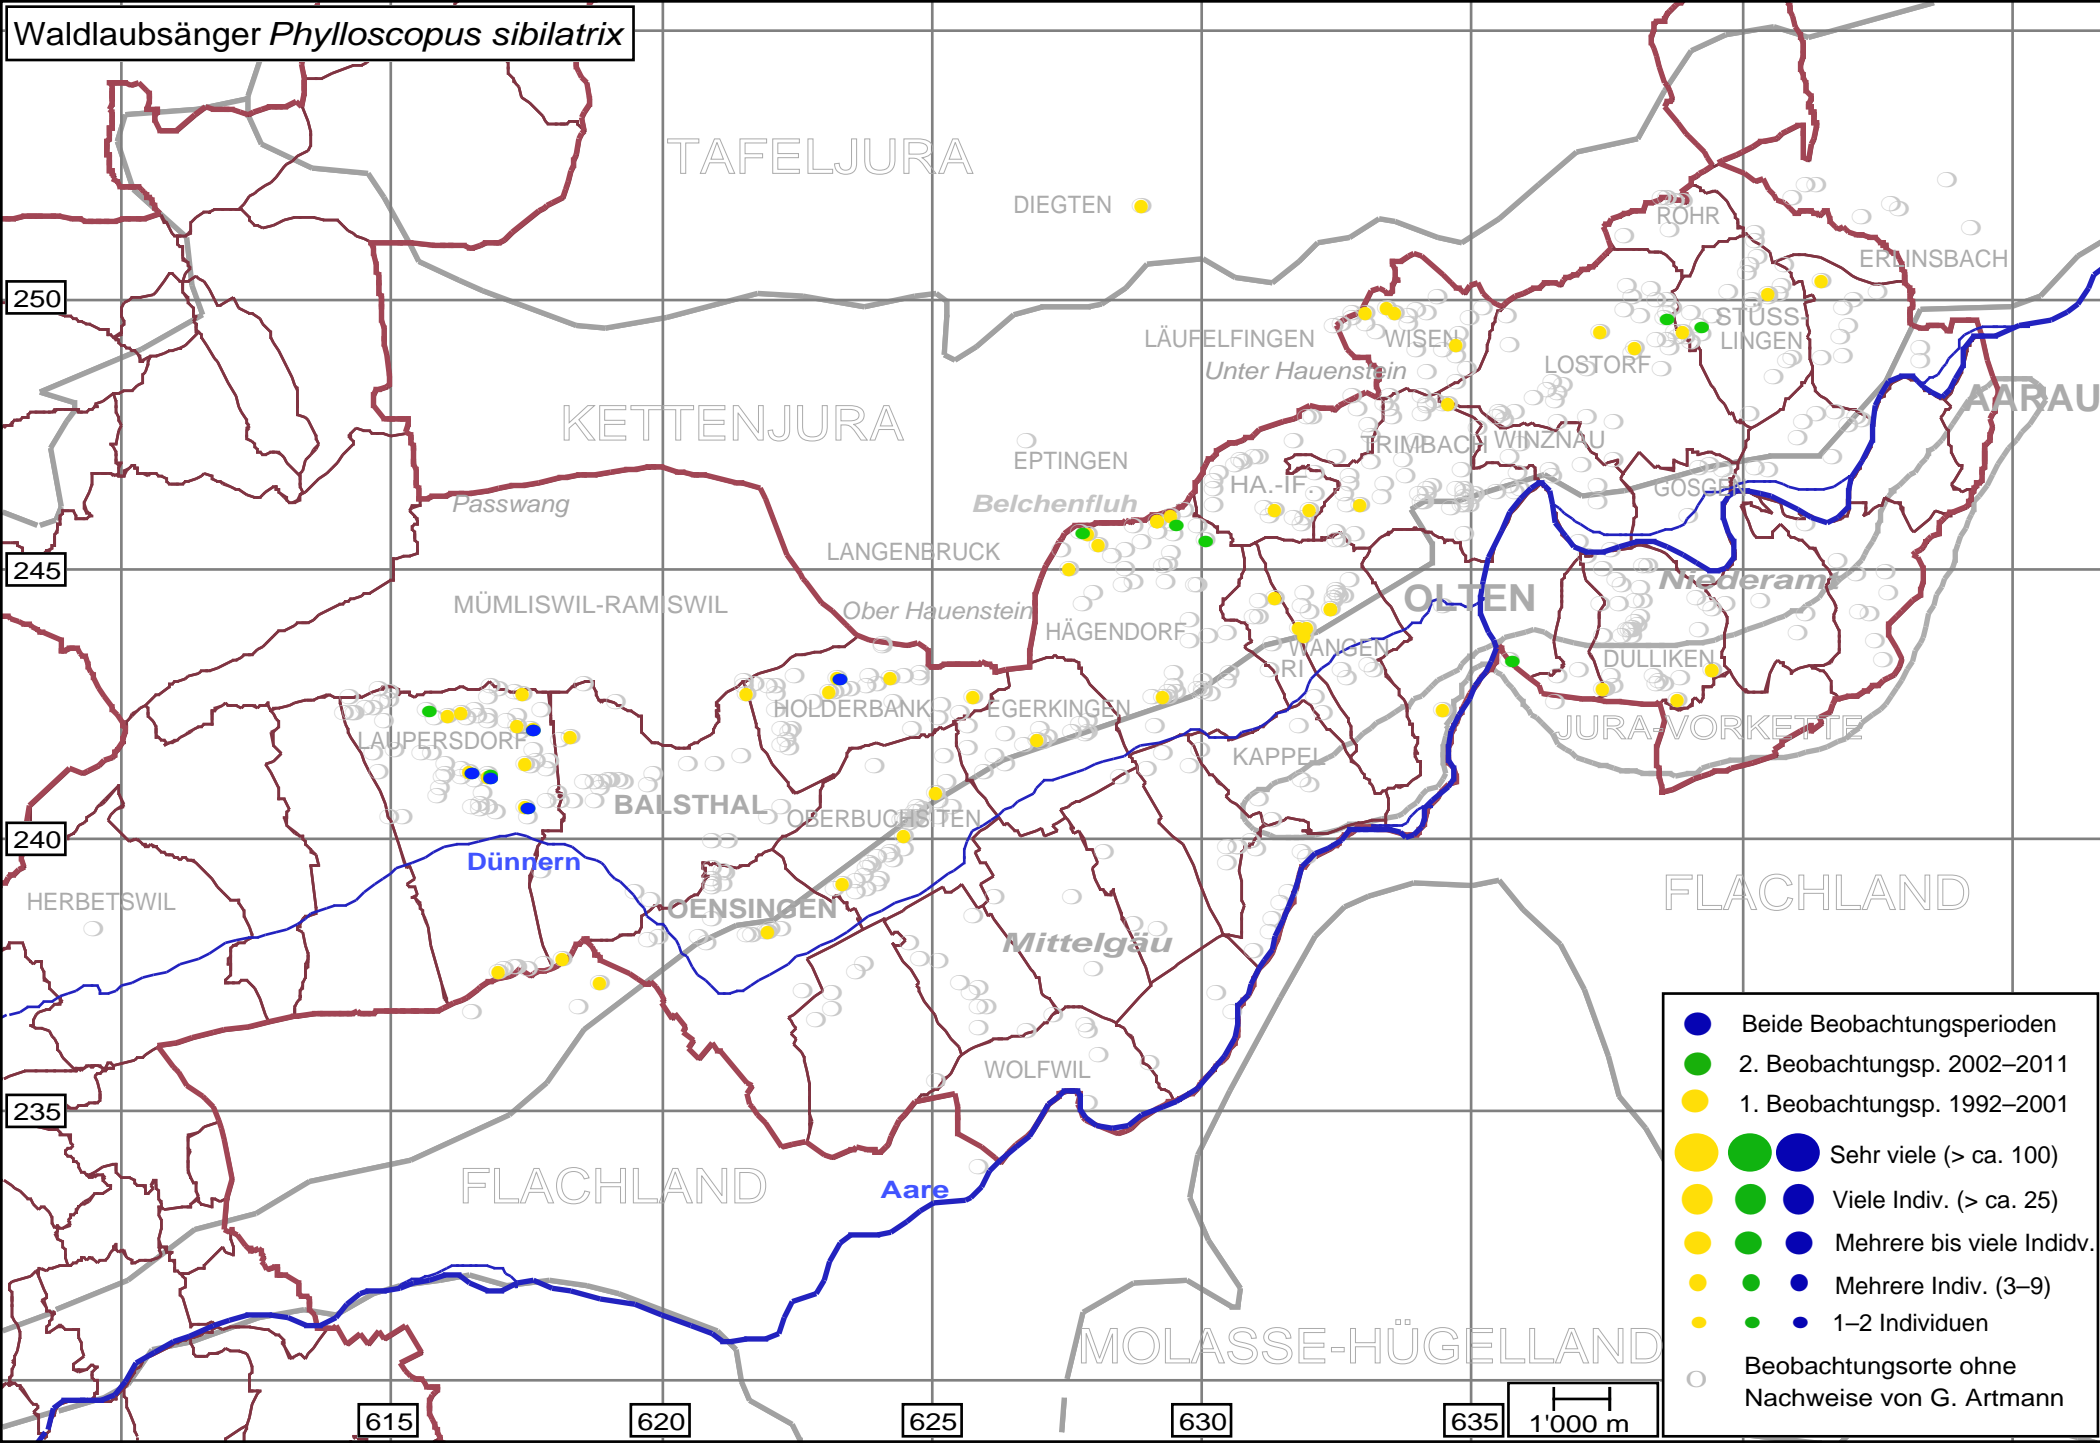 Waldlaubsänger Phylloscopus sibilatrix
TAFELJURA
DIEGTEN
ROHR
ERLINSBACH
250
STÜSS-
LINGEN
LÄUFELFINGEN
WISEN
LOSTORF
Unter Hauenstein
AARAU
KETTENJURA
TRIMBACH
WINZNAU
EPTINGEN
HA.-IF.
GÖSGEN
Passwang
Belchenfluh
LANGENBRUCK
245
Niederamt
MÜMLISWIL-RAMISWIL
Ober Hauenstein
OLTEN
HÄGENDORF
WANGEN
RI
DULLIKEN
HOLDERBANK
EGERKINGEN
JURA-VORKETTE
LAUPERSDORF
KAPPEL
BALSTHAL
OBERBUCHSITEN
240
Dünnern
HERBETSWIL
OENSINGEN
FLACHLAND
Mittelgäu
WOLFWIL
235
FLACHLAND
Aare
MOLASSE-HÜGELLAND
615
620
625
630
635
1'000 m
Beide Beobachtungsperioden
2. Beobachtungsp. 2002–2011
1. Beobachtungsp. 1992–2001
Sehr viele (> ca. 100)
Viele Indiv. (> ca. 25)
Mehrere bis viele Indidv.
Mehrere Indiv. (3–9)
1–2 Individuen
Beobachtungsorte ohne
Nachweise von G. Artmann